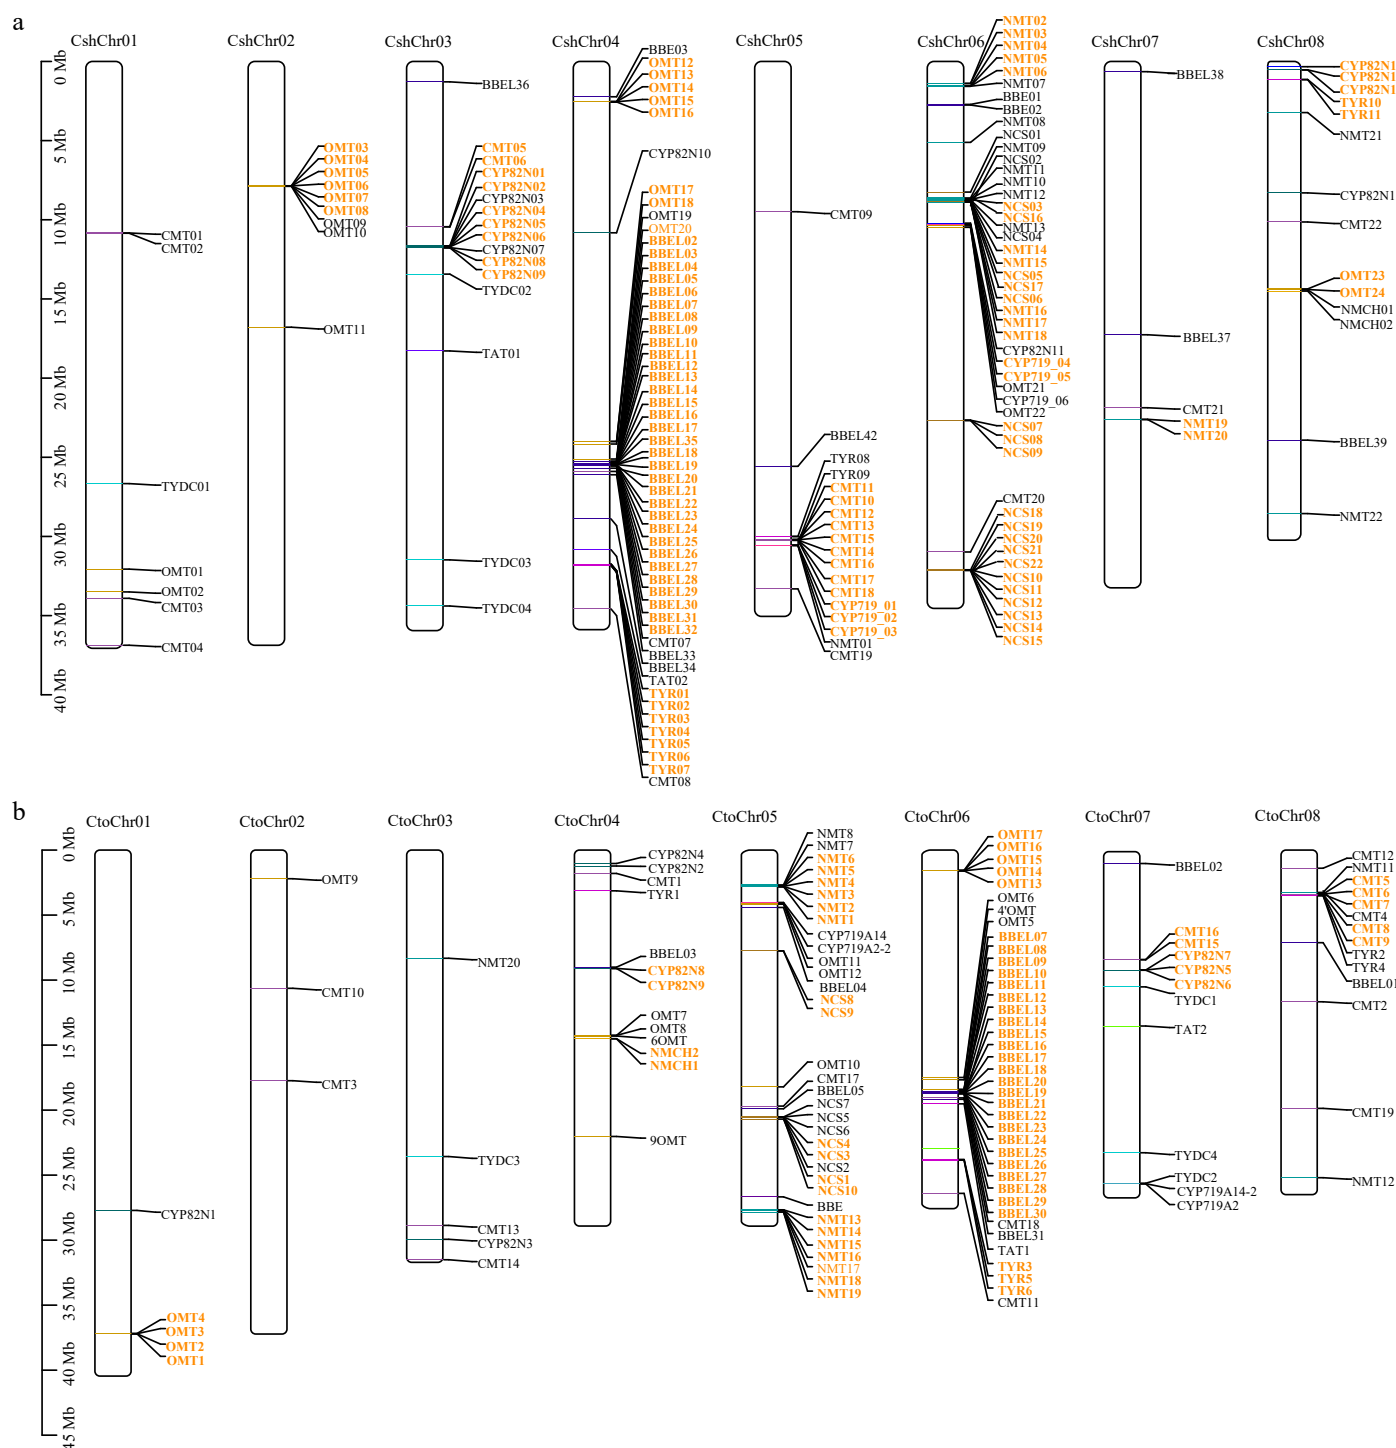 a
CshChr01
CshChr02
CshChr03
CshChr04
CshChr05
CshChr06
CshChr07
CshChr08
0 Mb
5 Mb
10 Mb
15 Mb
20 Mb
25 Mb
30 Mb
35 Mb
40 Mb
CMT01
CMT02
TYDC01
OMT01
OMT02
CMT03
CMT04
OMT03
OMT04
OMT05
OMT06
OMT07
OMT08
OMT09
OMT10
OMT11
BBEL36
CMT05
CMT06
CYP82N01
CYP82N02
CYP82N03
CYP82N04
CYP82N05
CYP82N06
CYP82N07
CYP82N08
CYP82N09
TYDC02
TAT01
TYDC03
TYDC04
BBE03
OMT12
OMT13
OMT14
OMT15
OMT16
CYP82N10
OMT17
OMT18
OMT19
OMT20
BBEL02
BBEL03
BBEL04
BBEL05
BBEL06
BBEL07
BBEL08
BBEL09
BBEL10
BBEL11
BBEL12
BBEL13
BBEL14
BBEL15
BBEL16
BBEL17
BBEL35
BBEL18
BBEL19
BBEL20
BBEL21
BBEL22
BBEL23
BBEL24
BBEL25
BBEL26
BBEL27
BBEL28
BBEL29
BBEL30
BBEL31
BBEL32
CMT07
BBEL33
BBEL34
TAT02
TYR01
TYR02
TYR03
TYR04
TYR05
TYR06
TYR07
CMT08
CMT09
BBEL42
TYR08
TYR09
CMT11
CMT10
CMT12
CMT13
CMT15
CMT14
CMT16
CMT17
CMT18
CYP719_01
CYP719_02
CYP719_03
NMT01
CMT19
NMT02
NMT03
NMT04
NMT05
NMT06
NMT07
BBE01
BBE02
NMT08
NCS01
NMT09
NCS02
NMT11
NMT10
NMT12
NCS03
NCS16
NMT13
NCS04
NMT14
NMT15
NCS05
NCS17
NCS06
NMT16
NMT17
NMT18
CYP82N11
CYP719_04
CYP719_05
OMT21
CYP719_06
OMT22
NCS07
NCS08
NCS09
CMT20
NCS18
NCS19
NCS20
NCS21
NCS22
NCS10
NCS11
NCS12
NCS13
NCS14
NCS15
BBEL38
BBEL37
CMT21
NMT19
NMT20
CYP82N1
CYP82N1
CYP82N1
TYR10
TYR11
NMT21
CYP82N1
CMT22
OMT23
OMT24
NMCH01
NMCH02
BBEL39
NMT22
b
CtoChr01
CtoChr02
CtoChr03
CtoChr04
CtoChr05
CtoChr06
CtoChr07
CtoChr08
0 Mb
5 Mb
10 Mb
15 Mb
20 Mb
25 Mb
30 Mb
35 Mb
40 Mb
45 Mb
CYP82N1
OMT4
OMT3
OMT2
OMT1
OMT9
CMT10
CMT3
NMT20
TYDC3
CMT13
CYP82N3
CMT14
CYP82N4
CYP82N2
CMT1
TYR1
BBEL03
CYP82N8
CYP82N9
OMT7
OMT8
6OMT
NMCH2
NMCH1
9OMT
NMT8
NMT7
NMT6
NMT5
NMT4
NMT3
NMT2
NMT1
CYP719A14
CYP719A2-2
OMT11
OMT12
BBEL04
NCS8
NCS9
OMT10
CMT17
BBEL05
NCS7
NCS5
NCS6
NCS4
NCS3
NCS2
NCS1
NCS10
BBE
NMT13
NMT14
NMT15
NMT16
NMT17
NMT18
NMT19
OMT17
OMT16
OMT15
OMT14
OMT13
OMT6
4'OMT
OMT5
BBEL07
BBEL08
BBEL09
BBEL10
BBEL11
BBEL12
BBEL13
BBEL14
BBEL15
BBEL16
BBEL17
BBEL18
BBEL20
BBEL19
BBEL21
BBEL22
BBEL23
BBEL24
BBEL25
BBEL26
BBEL27
BBEL28
BBEL29
BBEL30
CMT18
BBEL31
TAT1
TYR3
TYR5
TYR6
CMT11
BBEL02
CMT16
CMT15
CYP82N7
CYP82N5
CYP82N6
TYDC1
TAT2
TYDC4
TYDC2
CYP719A14-2
CYP719A2
CMT12
NMT11
CMT5
CMT6
CMT7
CMT4
CMT8
CMT9
TYR2
TYR4
BBEL01
CMT2
CMT19
NMT12